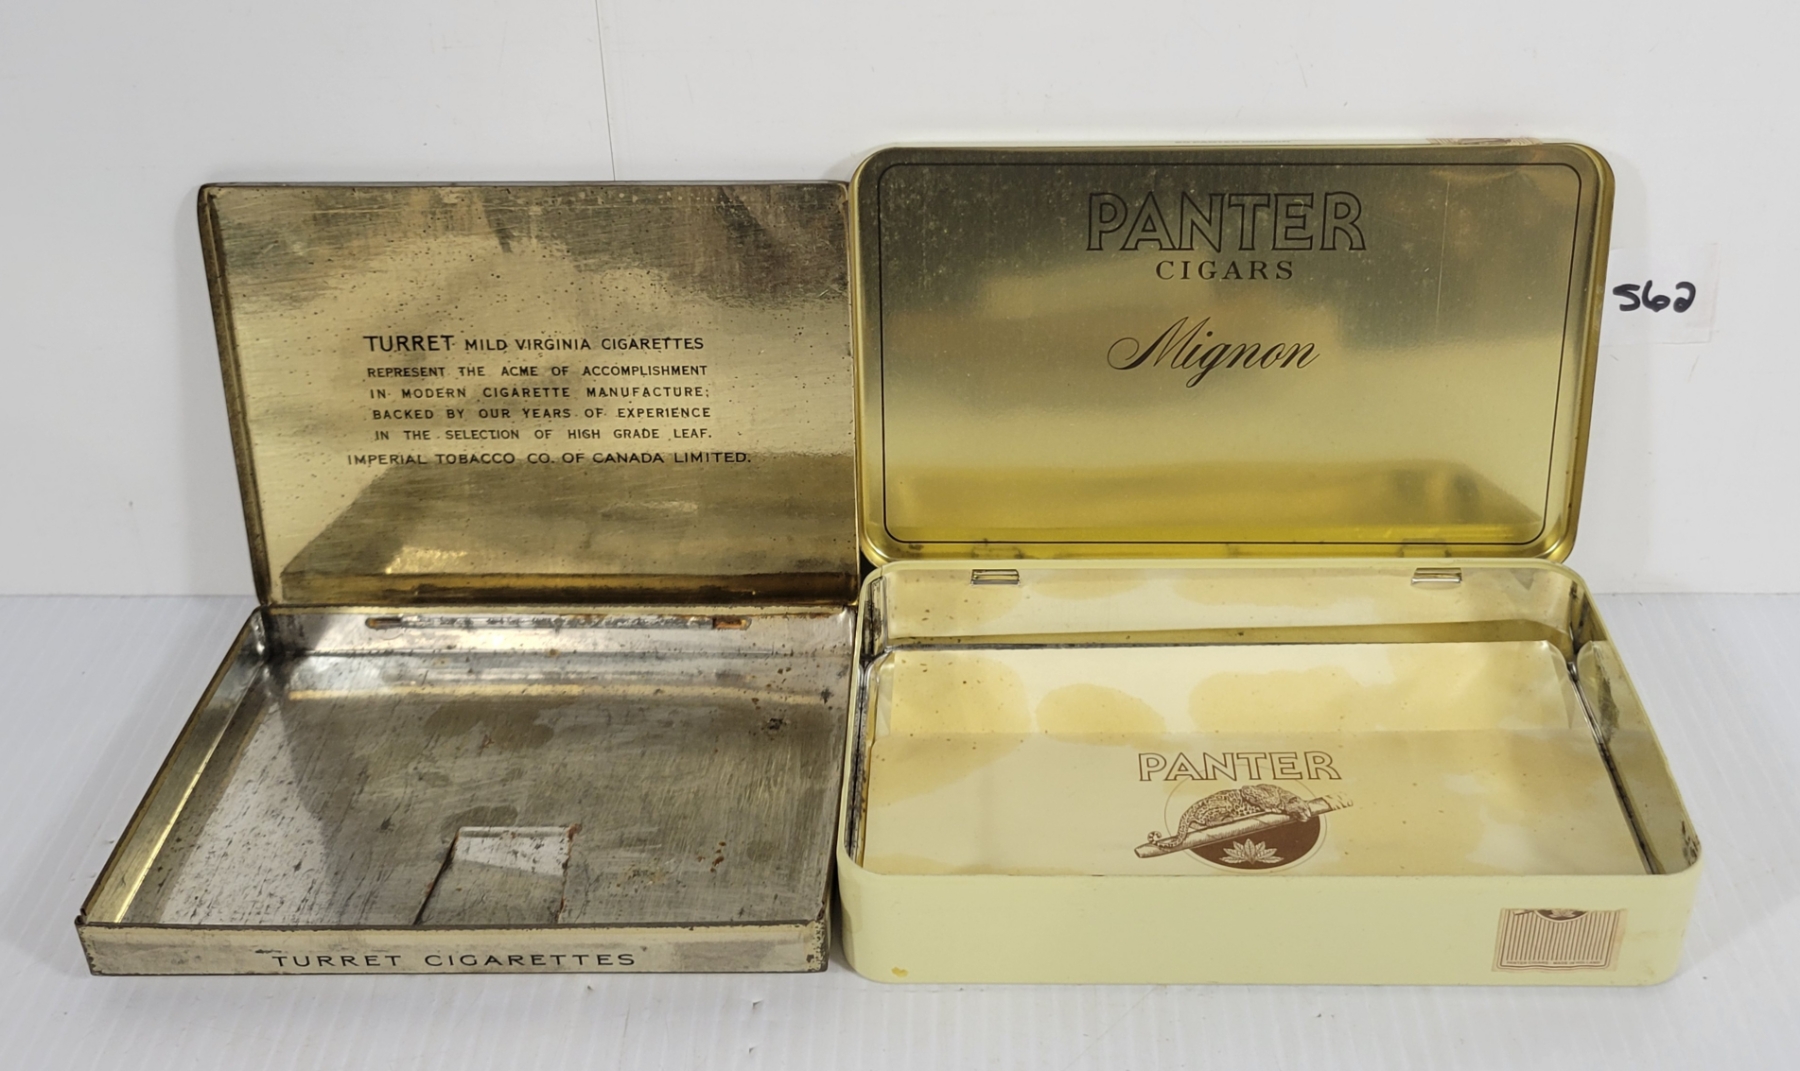 TURRET MILD VIRGINIA CIGARETTES
REPRESENT THE ACME OF ACCOMPLISHMENT
IN MODERN CIGARETTE MANUFACTURE;
BACKED BY OUR YEARS OF EXPERIENCE
IN THE SELECTION OF HIGH GRADE LEAF.
IMPERIAL TOBACCO CO. OF CANADA LIMITED.
TURRET CIGARETTES
PANTER
CIGARS
Mignon
PANTER
562